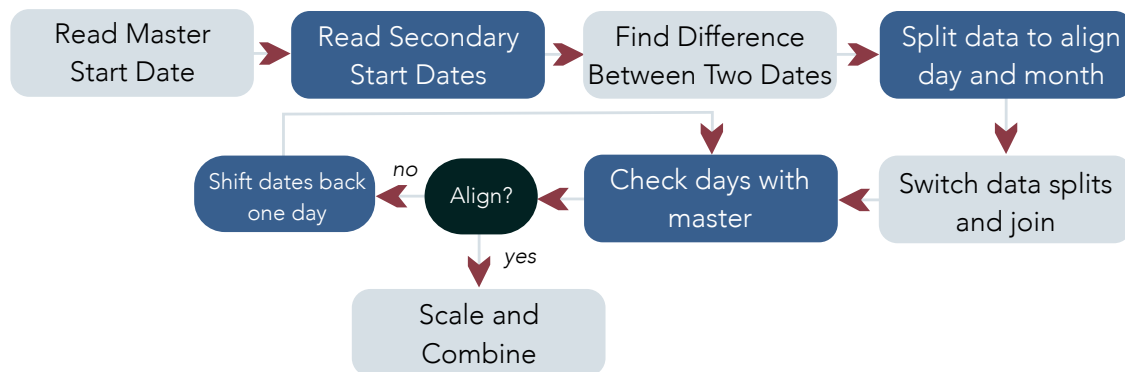 Read Master
Start Date
Read Secondary
Start Dates
Find Difference
Between Two Dates
Split data to align
day and month
Switch data splits
and join
Check days with
master
Align?
no
Shift dates back
one day
yes
Scale and
Combine